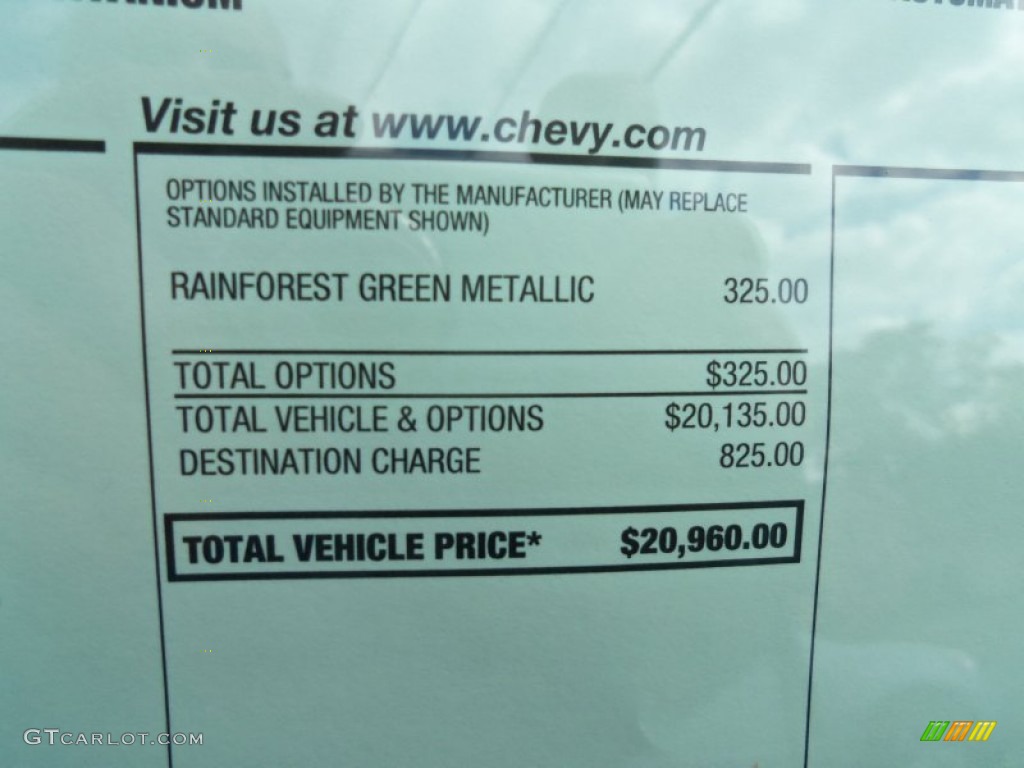 Visit us at www.chevy.com
OPTIONS INSTALLED BY THE MANUFACTURER (MAY REPLACE
STANDARD EQUIPMENT SHOWN)
RAINFOREST GREEN METALLIC 325.00
TOTAL OPTIONS $325.00
TOTAL VEHICLE & OPTIONS $20,135.00
DESTINATION CHARGE 825.00
TOTAL VEHICLE PRICE* $20,960.00
GTCARLOT.COM